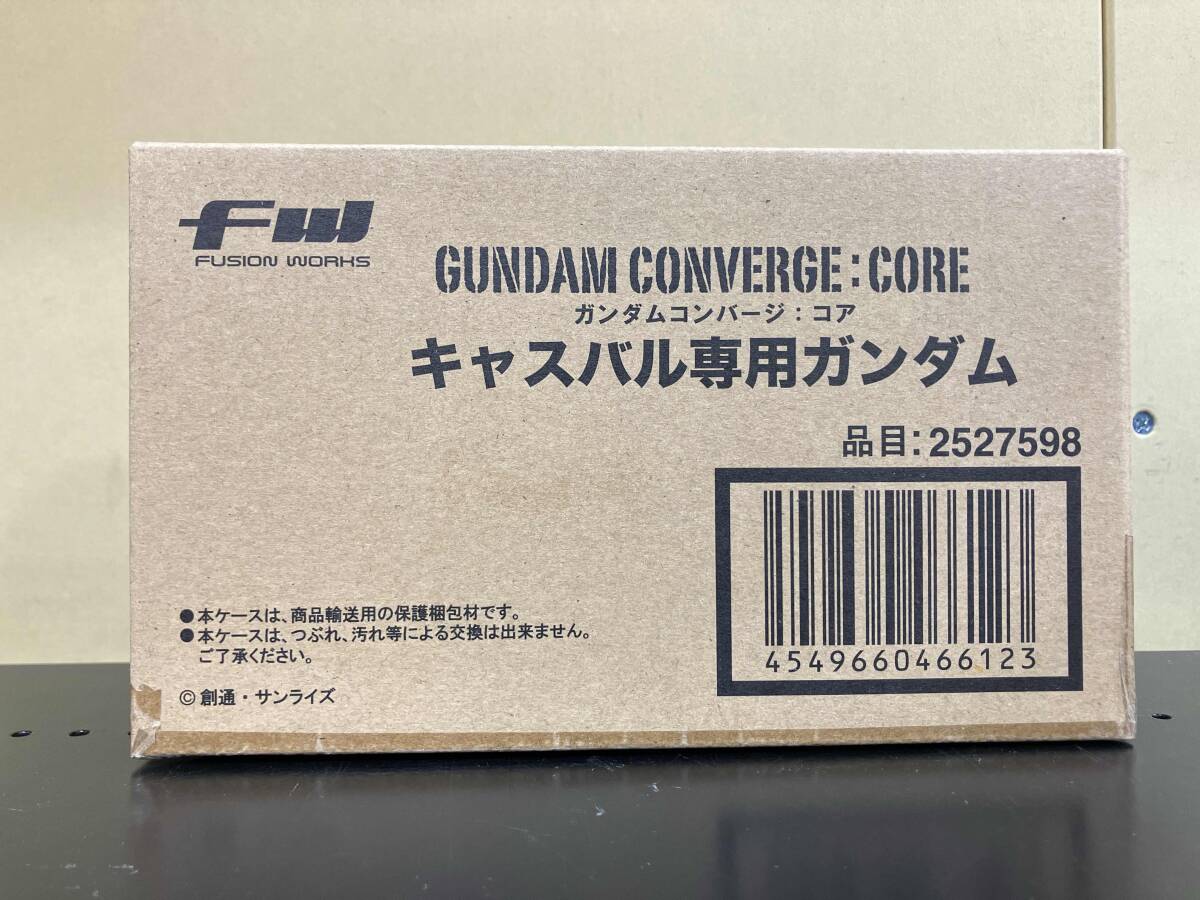 FW
FUSION WORKS
GUNDAM CONVERGE:CORE
ガンダムコンバージ:コア
キャスバル専用ガンダム
品目:2527598
4549660466123
●本ケースは、商品輸送用の保護梱包材です。
●本ケースは、つぶれ、汚れ等による交換は出来ません。
ご了承ください。
©創通・サンライズ